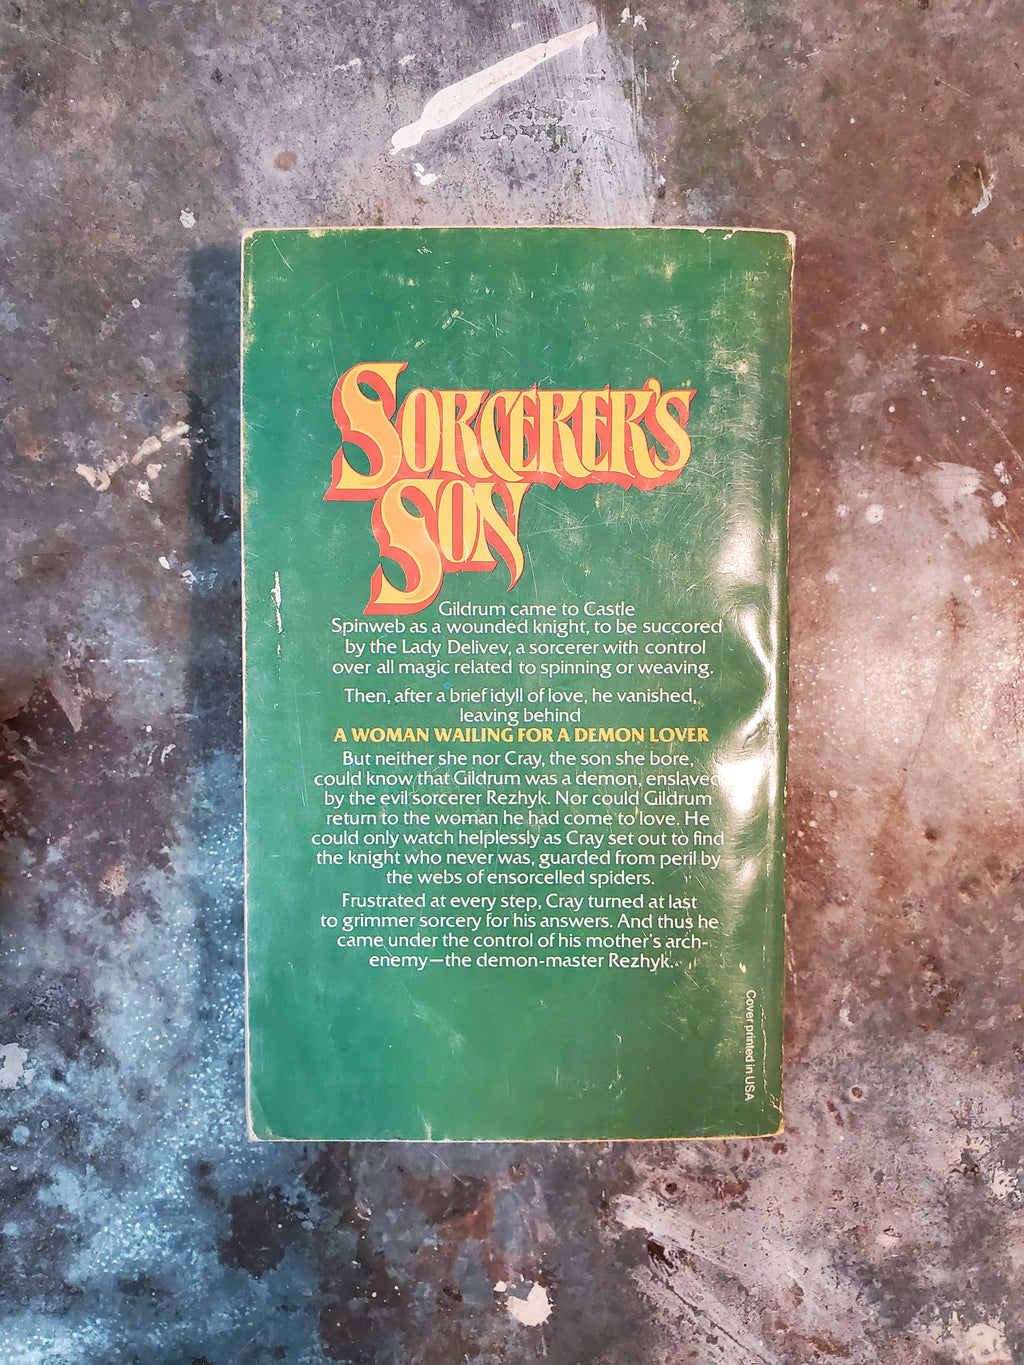 SORCERER'S
SON
Gildrum came to Castle
Spinweb as a wounded knight, to be succored
by the Lady Delivev, a sorcerer with control
over all magic related to spinning or weaving.
Then, after a brief idyll of love, he vanished,
leaving behind
A WOMAN WAILING FOR A DEMON LOVER
But neither she nor Cray, the son she bore,
could know that Gildrum was a demon, enslaved
by the evil sorcerer Rezhyk. Nor could Gildrum
return to the woman he had come to love. He
could only watch helplessly as Cray set out to find
the knight who never was, guarded from peril by
the webs of ensorcelled spiders.
Frustrated at every step, Cray turned at last
to grimmer sorcery for his answers. And thus he
came under the control of his mother's arch-
enemy—the demon-master Rezhyk.
Cover printed in USA